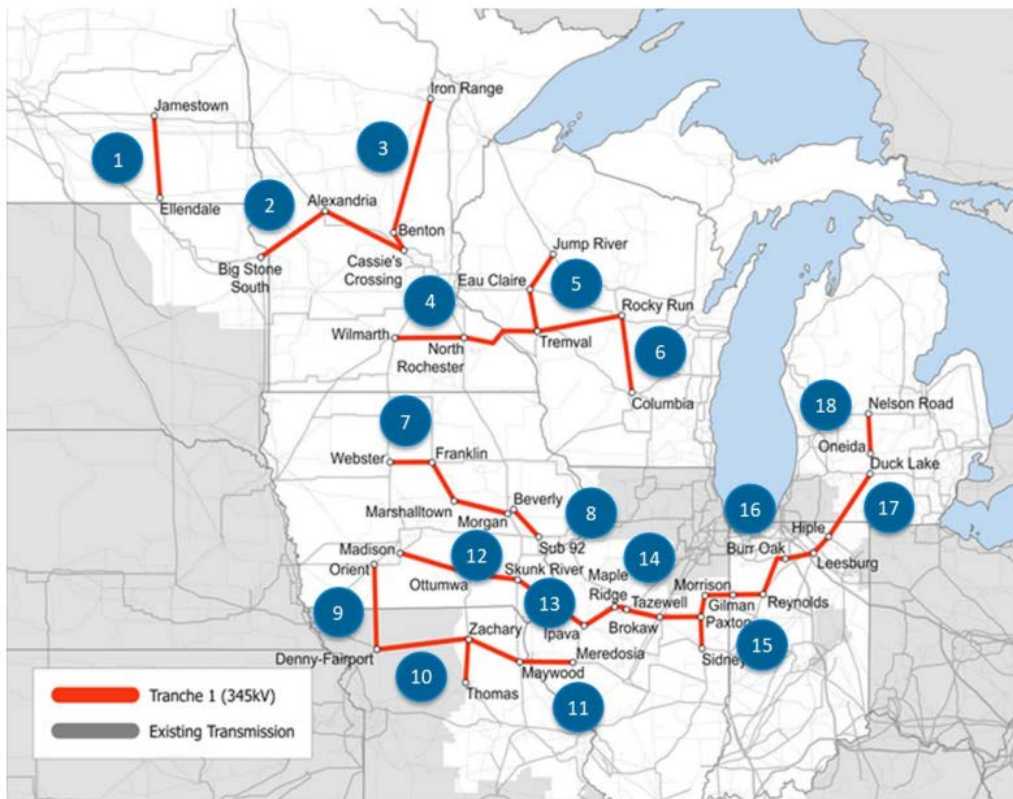 Iron Range
Jamestown
3
1
Alexandria
Ellendale
2
Benton
Jump River
Big Stone
South
Cassie's
Crossing
Eau Claire
5
4
Rocky Run
Wilmarth
North
Rochester
Tremval
6
Columbia
7
18
Nelson Road
Oneida
Webster
Franklin
Duck Lake
Marshalltown
Beverly
Morgan
8
16
17
Hiple
Sub 92
Burr Oak
Leesburg
Madison
12
14
Orient
Ottumwa
Skunk River
Maple
Ridge
Morrison
Tazewell
Gilman
Reynolds
9
13
Ipava
Brokaw
Paxton
Zachary
15
Sidney
Denny-Fairport
Meredosia
Maywood
10
Thomas
11
Tranche 1 (345kV)
Existing Transmission